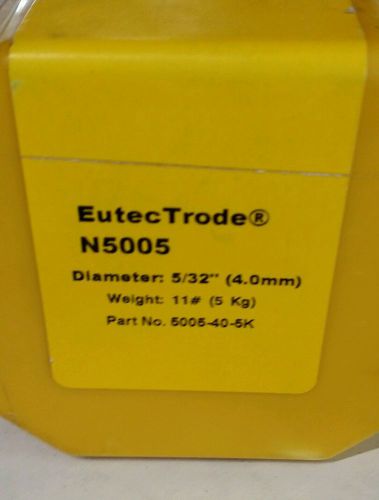 EutecTrode®
N5005
Diameter: 5/32" (4.0mm)
Weight: 11# (5 Kg)
Part No. 5005-40-5K